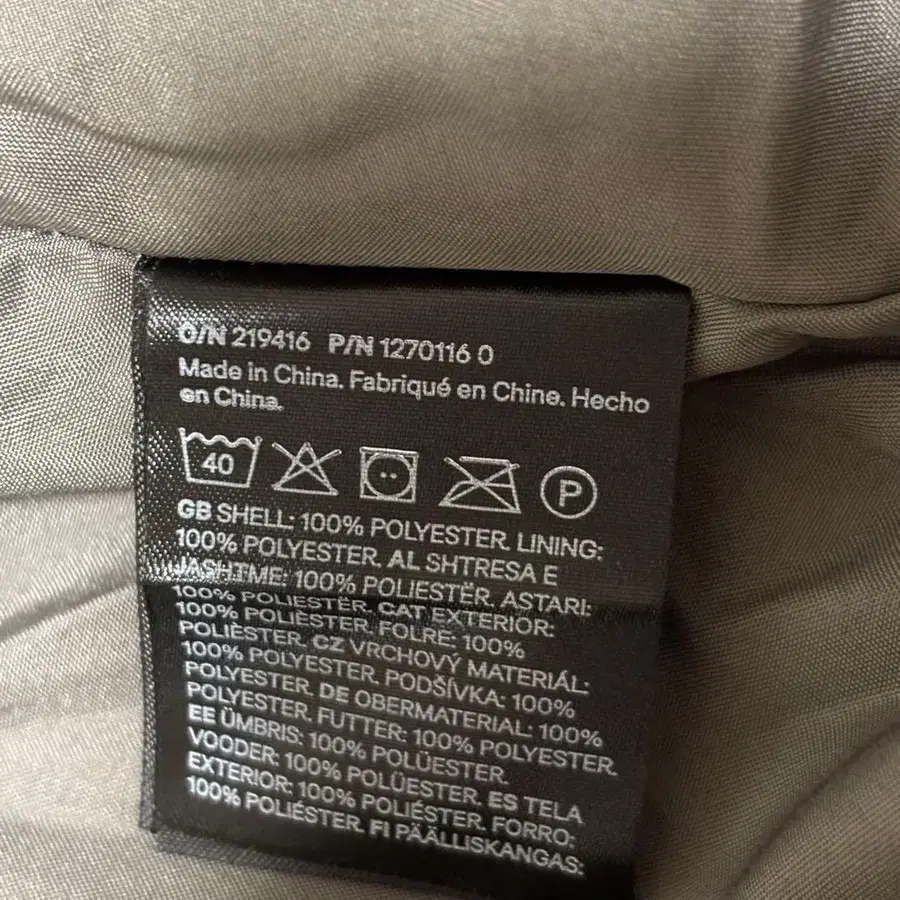 O/N 219416 P/N 1270116 0
Made in China. Fabriqué en Chine. Hecho
en China.
40 P
GB SHELL: 100% POLYESTER. LINING:
100% POLYESTER. AL SHTRESA E
JASHTME: 100% POLIESTËR. ASTARI:
100% POLIESTËR. CAT EXTERIOR:
100% POLIÈSTER. FOLRE: 100%
POLIÈSTER. CZ VRCHOVÝ MATERIÁL:
100% POLYESTER. PODŠÍVKA: 100%
POLYESTER. DE OBERMATERIAL: 100%
POLYESTER. FUTTER: 100% POLYESTER.
EE ÜMBRIS: 100% POLÜESTER.
VOODER: 100% POLÜESTER. ES TELA
EXTERIOR: 100% POLIÉSTER. FORRO:
100% POLIÉSTER. FI PÄÄLLISKANGAS: